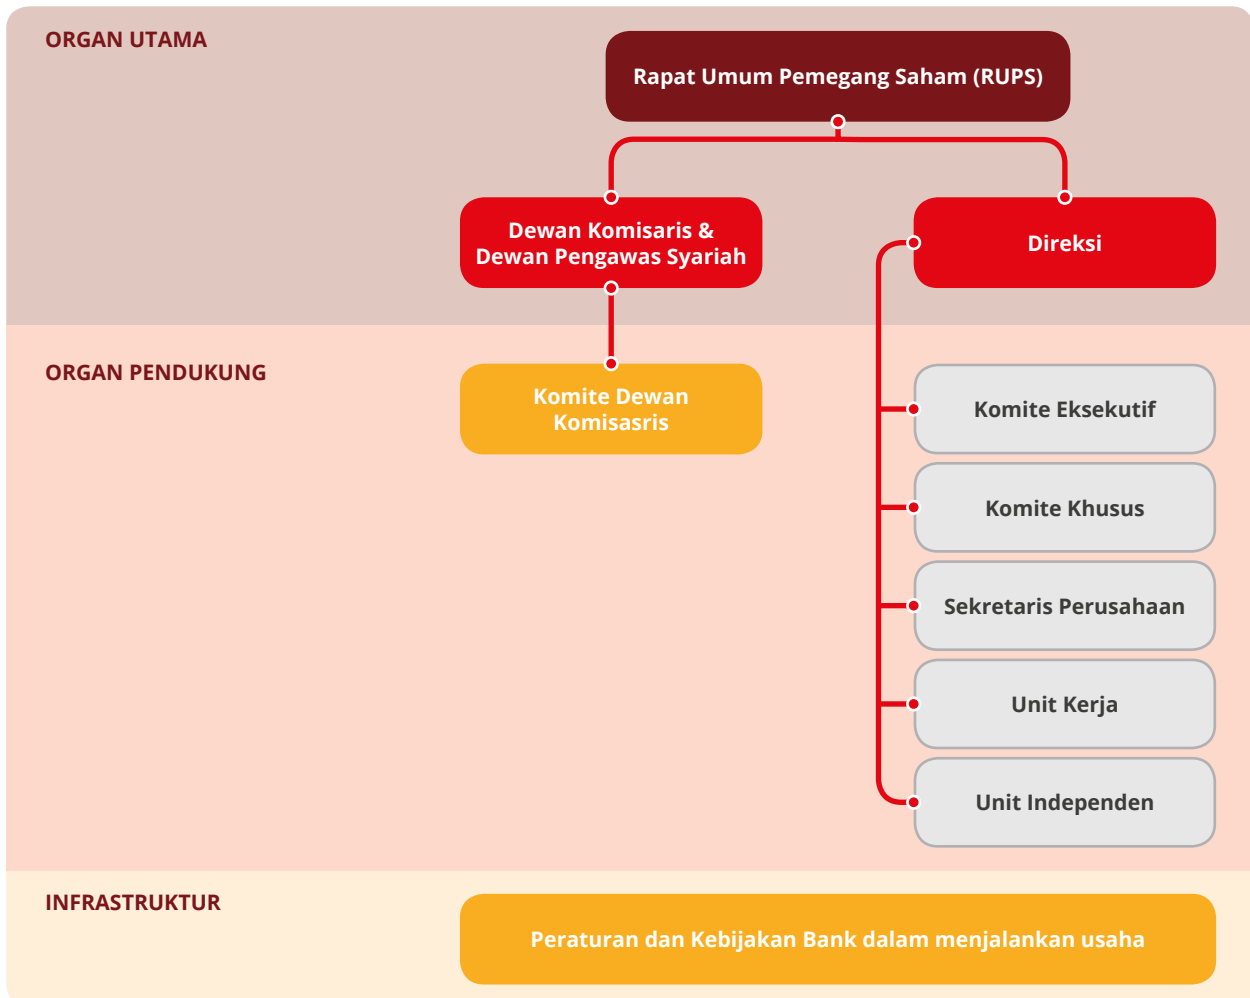 ORGAN UTAMA
Rapat Umum Pemegang Saham (RUPS)
Dewan Komisaris &
Dewan Pengawas Syariah
Direksi
ORGAN PENDUKUNG
Komite Dewan
Komisasris
Komite Eksekutif
Komite Khusus
Sekretaris Perusahaan
Unit Kerja
Unit Independen
INFRASTRUKTUR
Peraturan dan Kebijakan Bank dalam menjalankan usaha